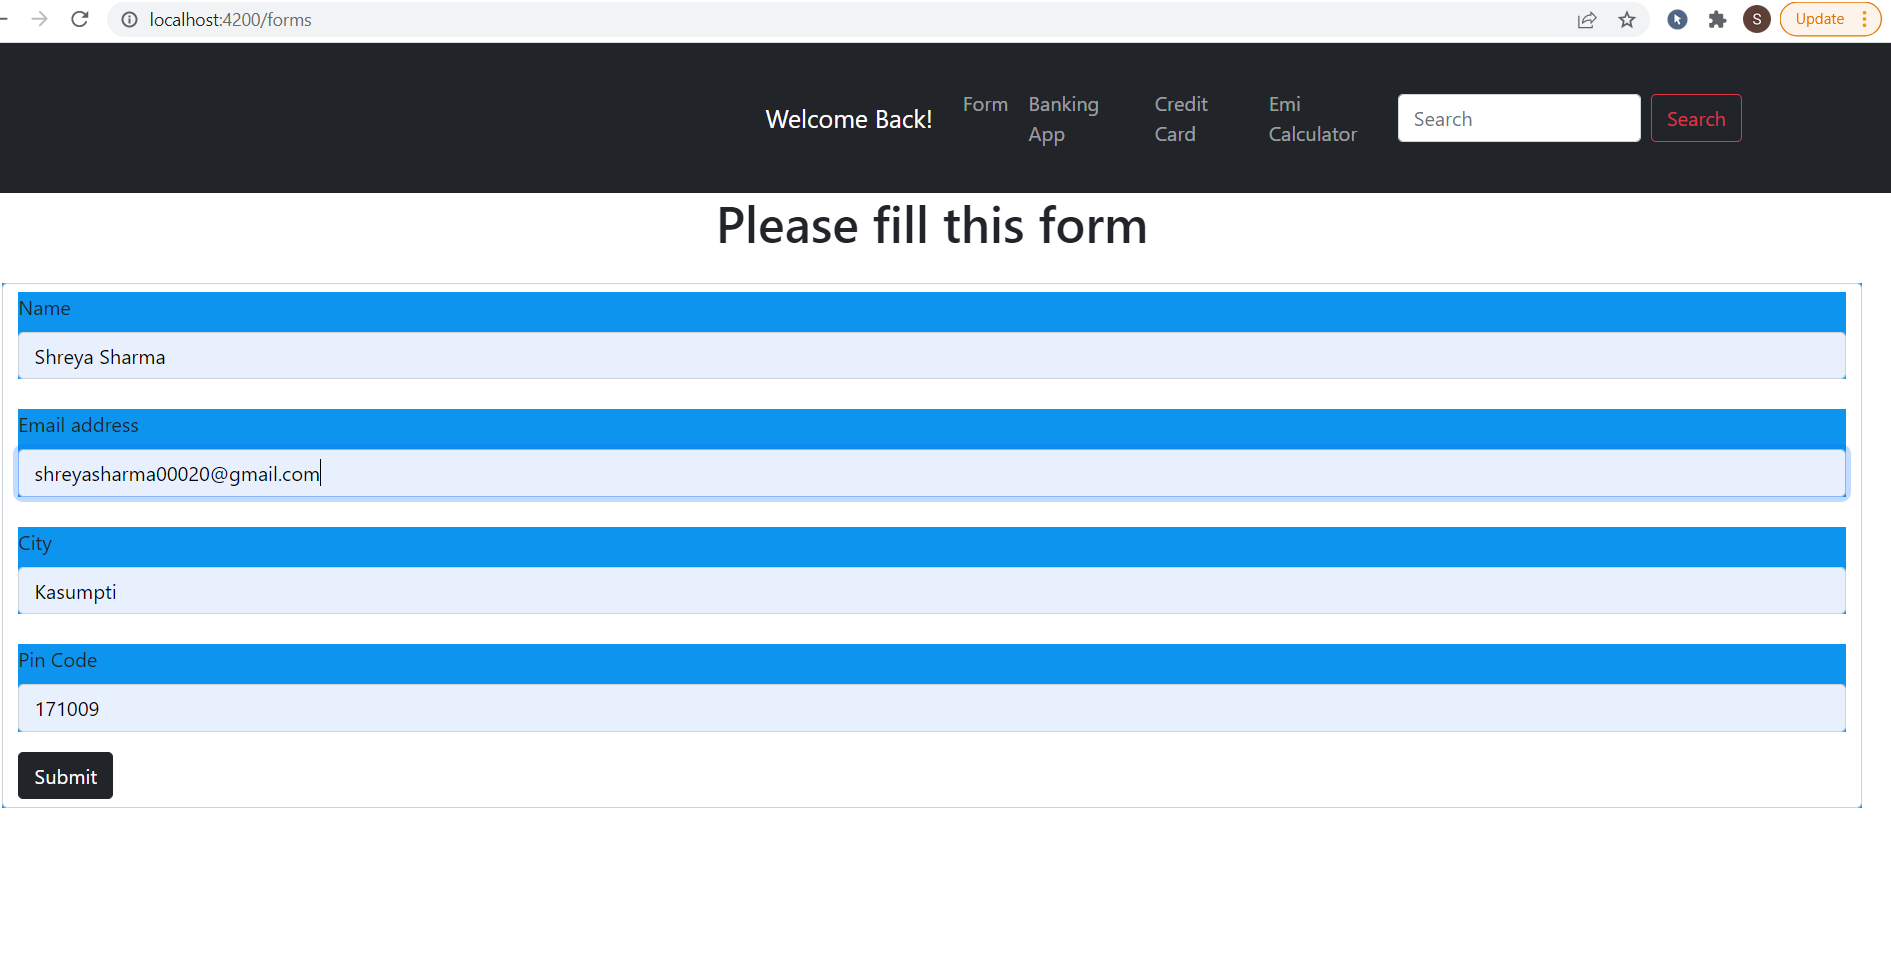 localhost:4200/forms
S
Update
Welcome Back!
Form
Banking App
Credit Card
Emi Calculator
Search
Search
Please fill this form
Name
Shreya Sharma
Email address
shreyasharma00020@gmail.com
City
Kasumpti
Pin Code
171009
Submit